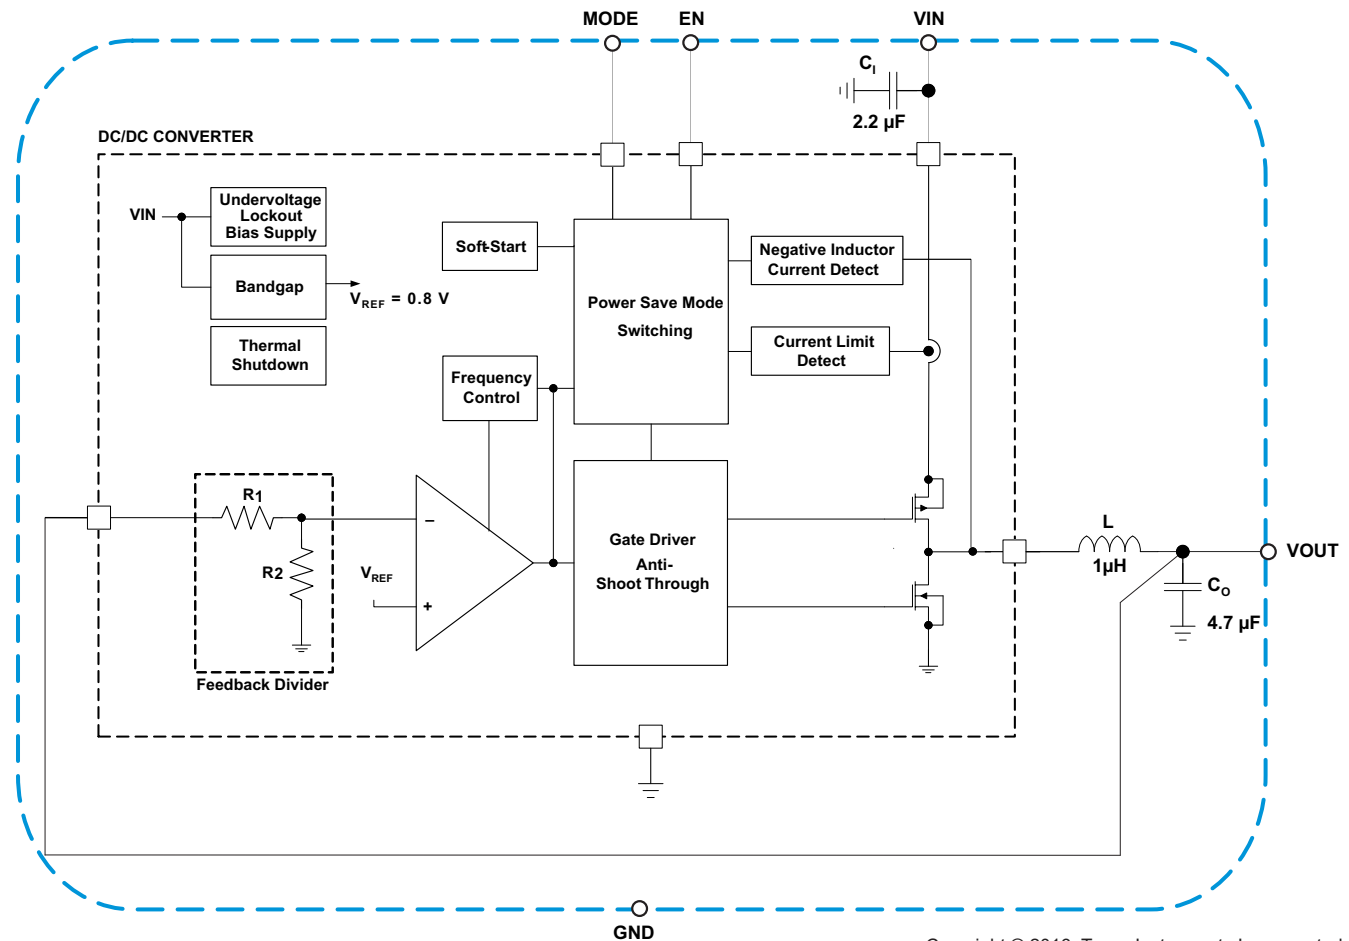 MODE
EN
VIN
CI
2.2 µF
DC/DC CONVERTER
VIN
Undervoltage
Lockout
Bias Supply
Bandgap
VREF = 0.8 V
Thermal
Shutdown
Soft-Start
Power Save Mode
Switching
Negative Inductor
Current Detect
Current Limit
Detect
Frequency
Control
R1
R2
Feedback Divider
VREF
−
+
Gate Driver
Anti-
Shoot Through
L
1µH
VOUT
CO
4.7 µF
GND